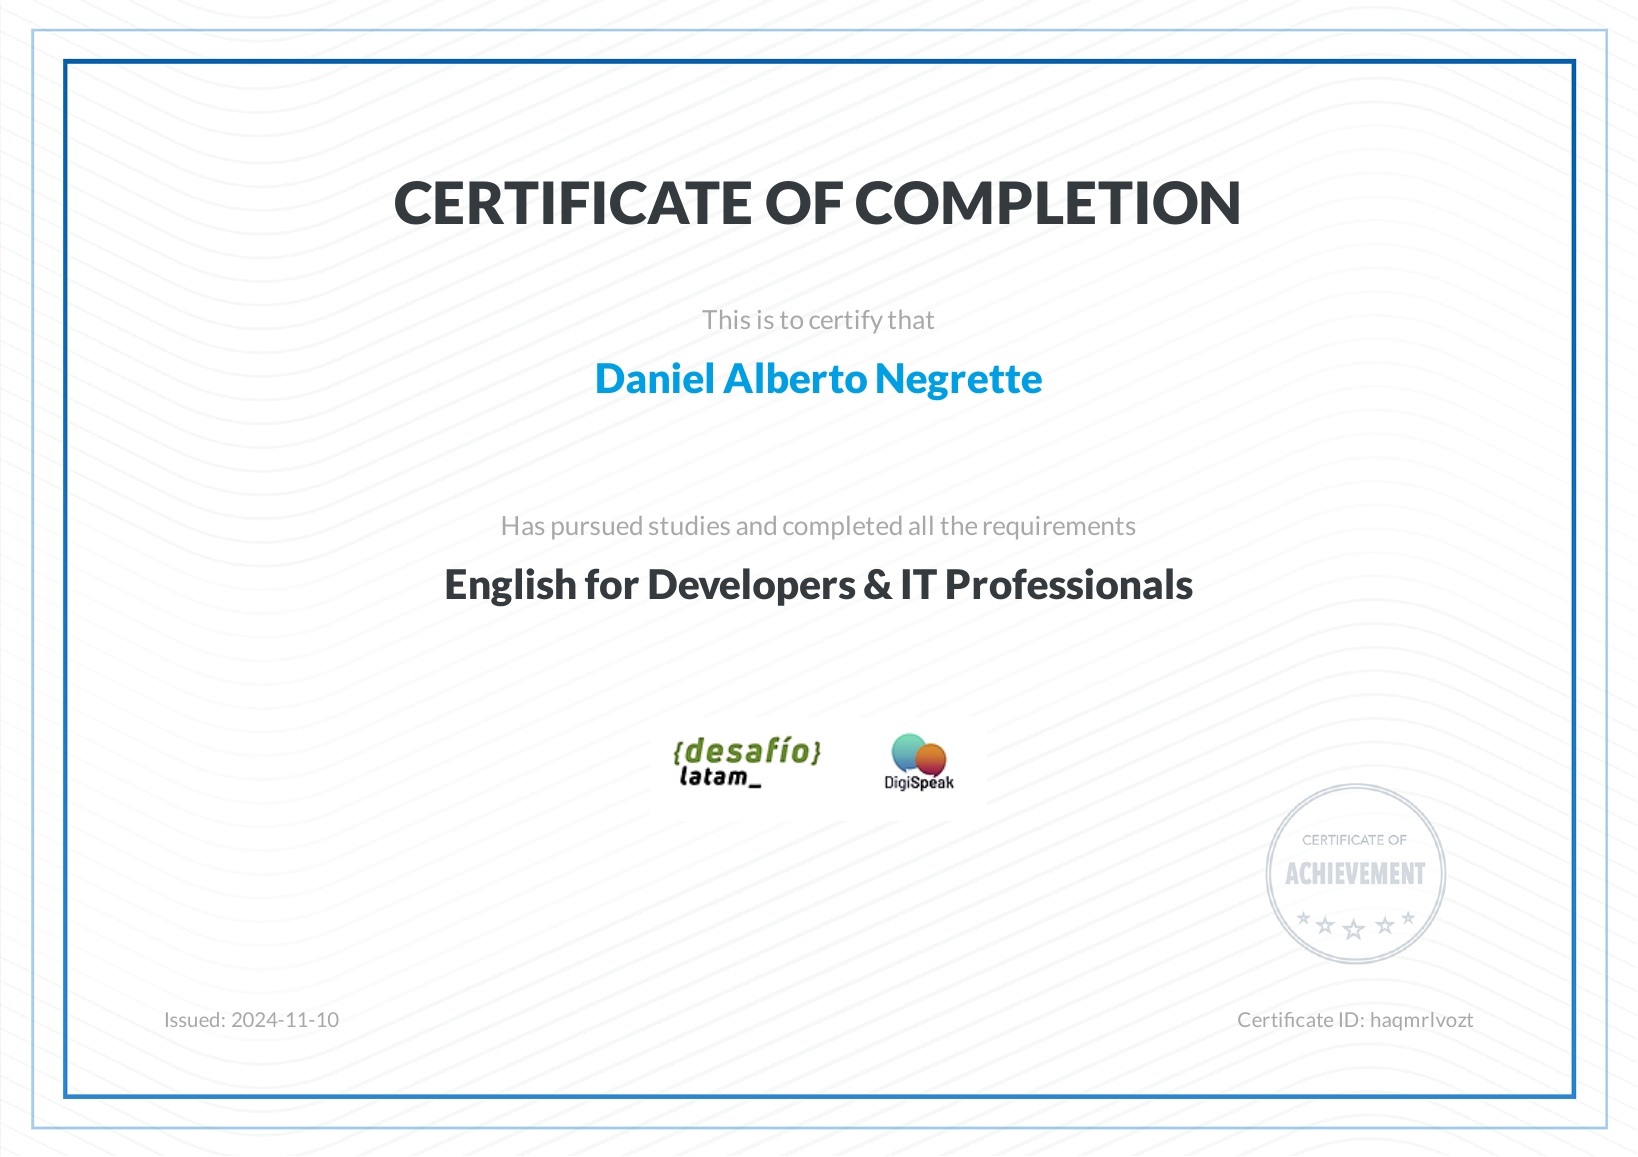 CERTIFICATE OF COMPLETION
This is to certify that
Daniel Alberto Negrette
Has pursued studies and completed all the requirements
English for Developers & IT Professionals
{desafío}
latam_
DigiSpeak
CERTIFICATE OF
ACHIEVEMENT
Issued: 2024-11-10
Certificate ID: haqmrlvozt